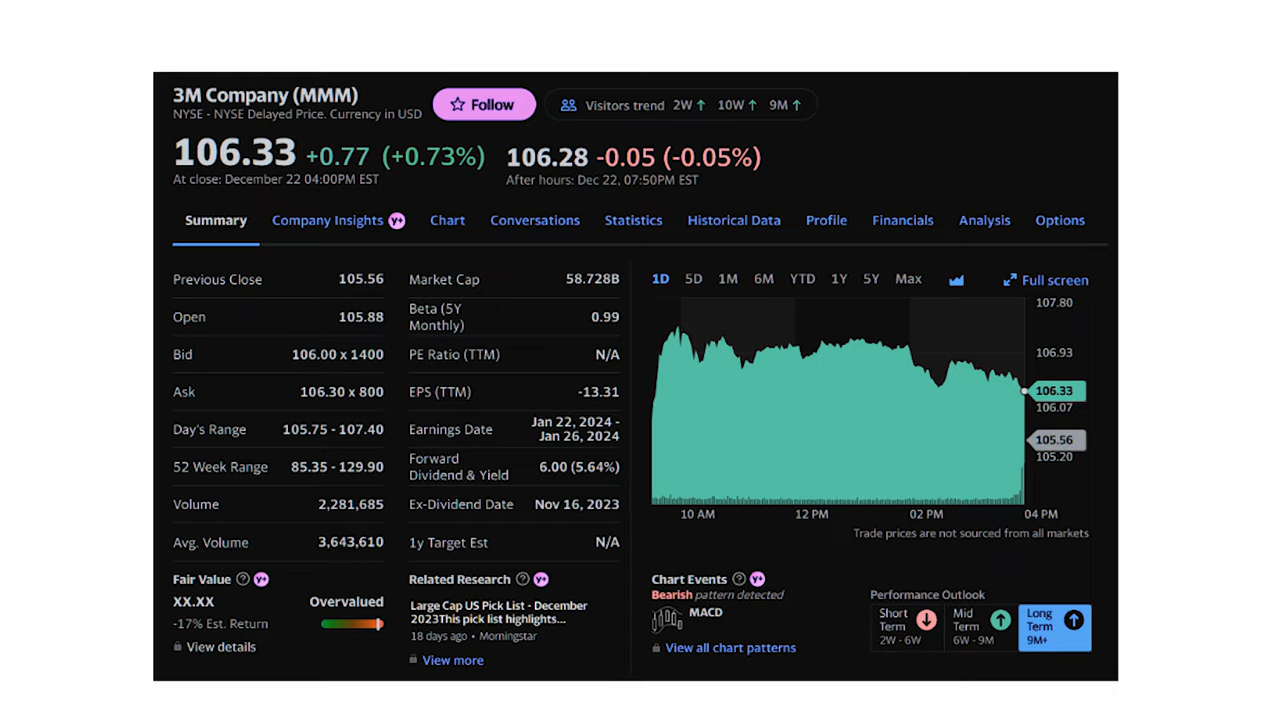 3M Company (MMM)
NYSE - NYSE Delayed Price. Currency in USD
Follow
Visitors trend 2W↑ 10W↑ 9M↑
106.33 +0.77 (+0.73%)
At close: December 22 04:00PM EST
106.28 -0.05 (-0.05%)
After hours: Dec 22, 07:50PM EST
Summary Company Insights Y+ Chart Conversations Statistics Historical Data Profile Financials Analysis Options
Previous Close 105.56
Open 105.88
Bid 106.00 x 1400
Ask 106.30 x 800
Day's Range 105.75 - 107.40
52 Week Range 85.35 - 129.90
Volume 2,281,685
Avg. Volume 3,643,610
Market Cap 58.728B
Beta (5Y
Monthly) 0.99
PE Ratio (TTM) N/A
EPS (TTM) -13.31
Earnings Date Jan 22, 2024 -
Jan 26, 2024
Forward
Dividend & Yield 6.00 (5.64%)
Ex-Dividend Date Nov 16, 2023
1y Target Est N/A
1D 5D 1M 6M YTD 1Y 5Y Max Full screen
107.80
106.93
106.33
106.07
105.56
105.20
10 AM 12 PM 02 PM 04 PM
Trade prices are not sourced from all markets
Fair Value ? Y+
XX.XX Overvalued
-17% Est. Return
View details
Related Research ? Y+
Large Cap US Pick List - December
2023This pick list highlights...
18 days ago • Morningstar
View more
Chart Events ? Y+
Bearish pattern detected
MACD
View all chart patterns
Performance Outlook
Short
Term
2W - 6W
Mid
Term
6W - 9M
Long
Term
9M+